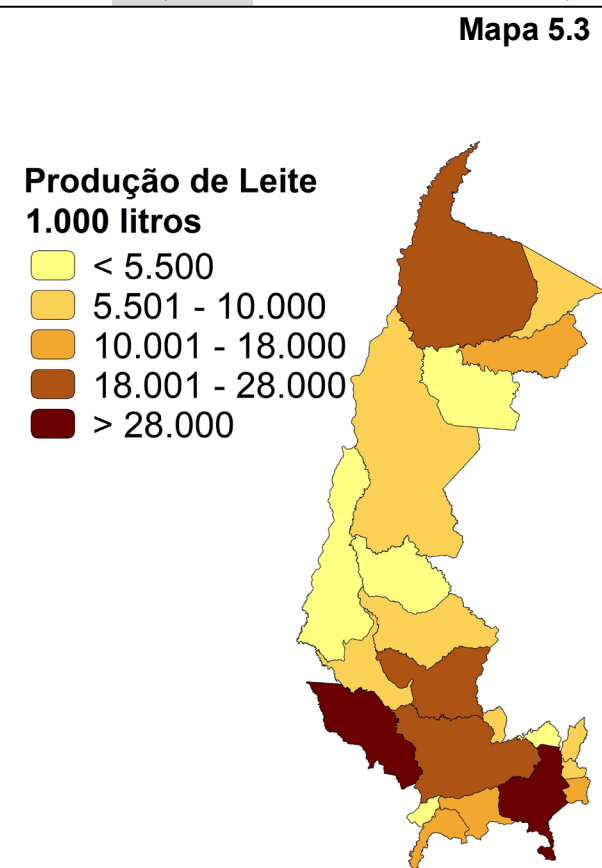 Mapa 5.3
Produção de Leite
1.000 litros
< 5.500
5.501 - 10.000
10.001 - 18.000
18.001 - 28.000
> 28.000